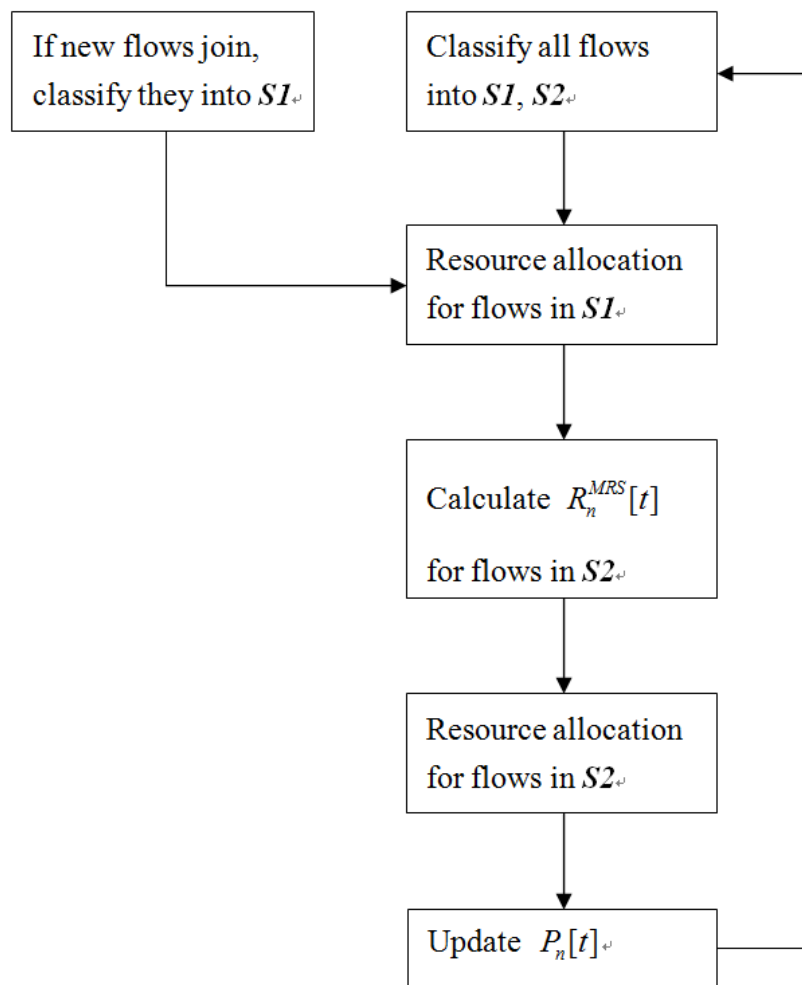 If new flows join,
classify they into S1↵
Classify all flows
into S1, S2↵
Resource allocation
for flows in S1↵
Calculate R_n^{MRS}[t]
for flows in S2↵
Resource allocation
for flows in S2↵
Update P_n[t]↵